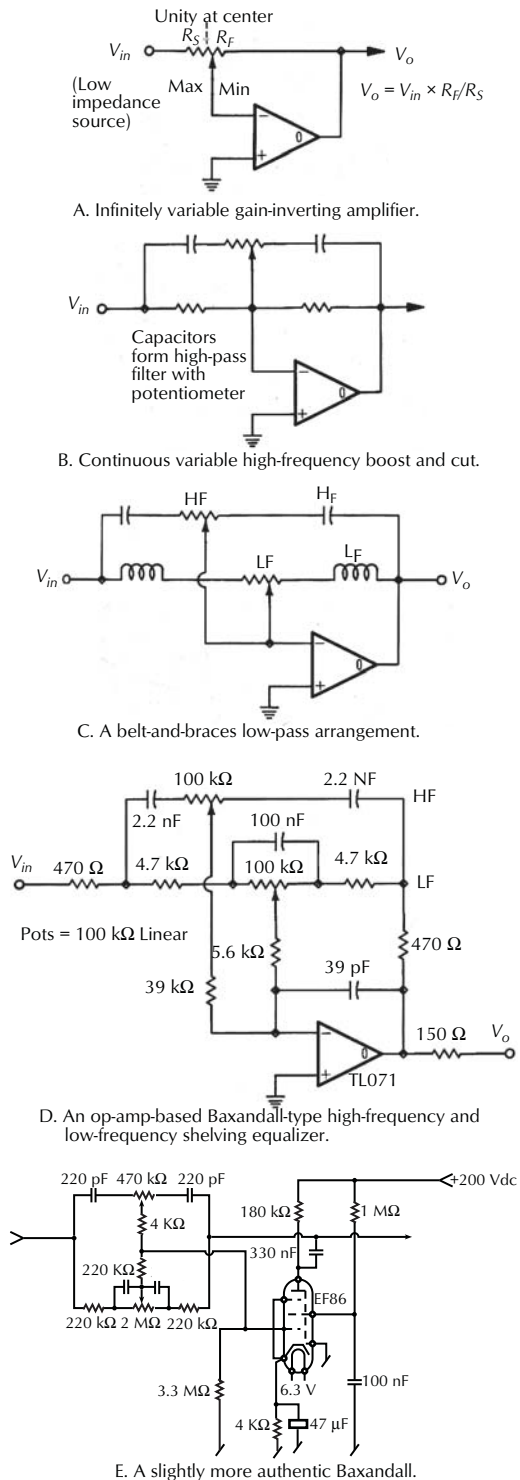 Unity at center
V_in R_S R_F V_o
(Low impedance source) Max Min V_o = V_in × R_F/R_S
− 0 +
A. Infinitely variable gain-inverting amplifier.
V_in
Capacitors
form high-pass
filter with
potentiometer
− 0 +
B. Continuous variable high-frequency boost and cut.
HF H_F
LF L_F
V_in V_o
− 0 +
C. A belt-and-braces low-pass arrangement.
100 kΩ 2.2 NF HF
2.2 nF 100 nF
V_in 470 Ω 4.7 kΩ 100 kΩ 4.7 kΩ LF
Pots = 100 kΩ Linear 5.6 kΩ 470 Ω
39 kΩ 39 pF
− 0 + 150 Ω V_o
TL071
D. An op-amp-based Baxandall-type high-frequency and
low-frequency shelving equalizer.
220 pF 470 kΩ 220 pF +200 Vdc
4 KΩ 180 kΩ 1 MΩ
220 KΩ 330 nF
EF86
220 kΩ 2 MΩ 220 kΩ
3.3 MΩ 6.3 V 100 nF
4 KΩ 47 μF
E. A slightly more authentic Baxandall.